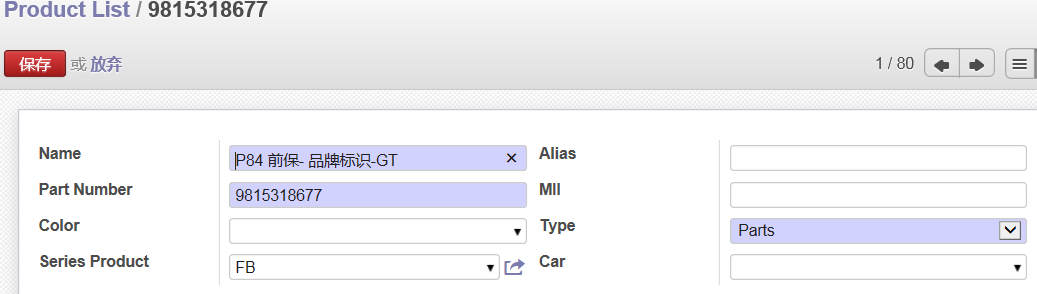 Product List / 9815318677
保存 或 放弃
1 / 80
Name P84 前保- 品牌标识-GT × Alias
Part Number 9815318677 MII
Color Type Parts
Series Product FB Car